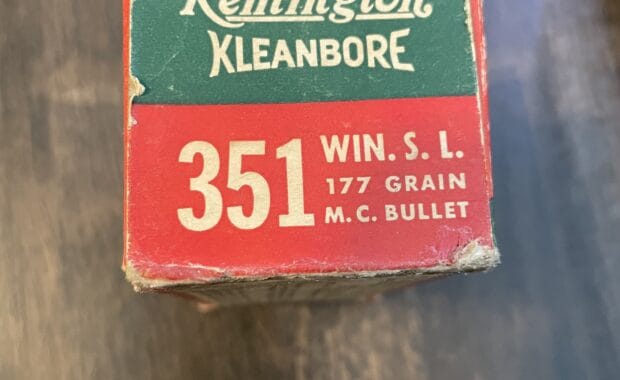 Remington
KLEANBORE
351 WIN. S. L.
177 GRAIN
M.C. BULLET